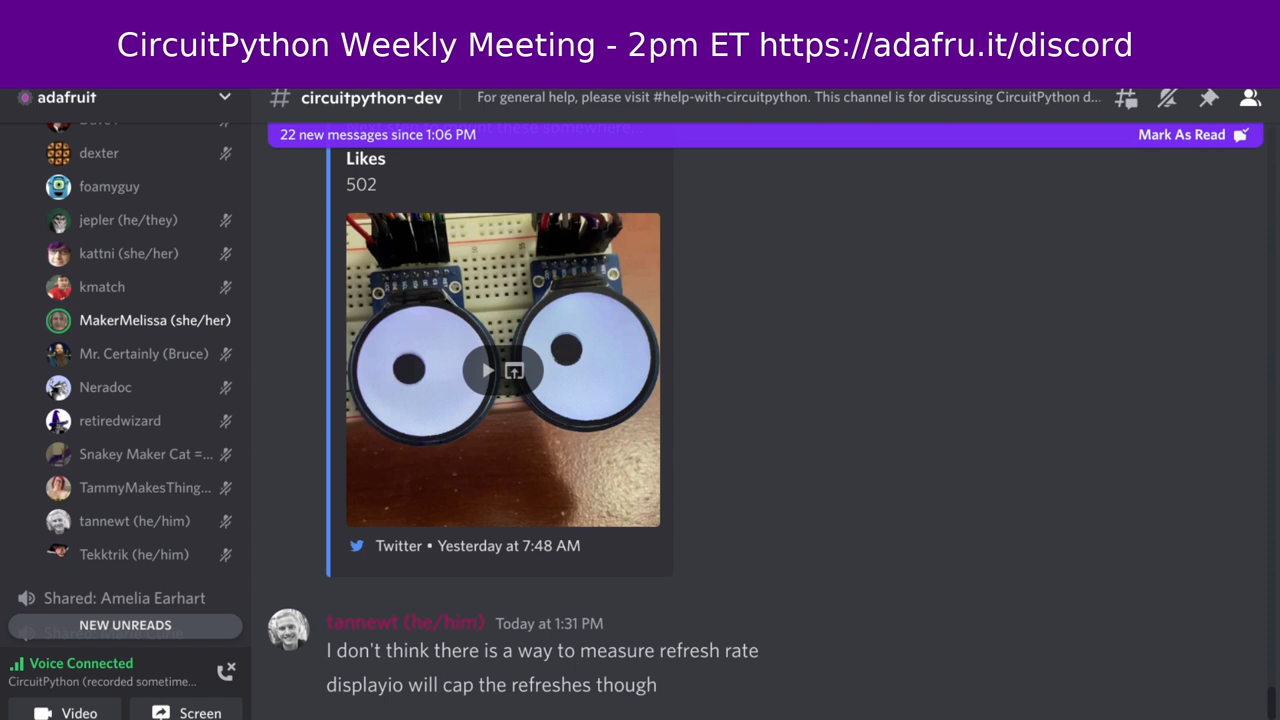 CircuitPython Weekly Meeting - 2pm ET https://adafru.it/discord
adafruit
# circuitpython-dev
For general help, please visit #help-with-circuitpython. This channel is for discussing CircuitPython d...
22 new messages since 1:06 PM
Mark As Read
dexter
foamyguy
jepler (he/they)
kattni (she/her)
kmatch
MakerMelissa (she/her)
Mr. Certainly (Bruce)
Neradoc
retiredwizard
Snakey Maker Cat =...
TammyMakesThing...
tannewt (he/him)
Tekktrik (he/him)
Shared: Amelia Earhart
NEW UNREADS
Shared: Marie Curie
Voice Connected
CircuitPython (recorded sometime...
Video
Screen
these somewhere...
Likes
502
Twitter • Yesterday at 7:48 AM
tannewt (he/him) Today at 1:31 PM
I don't think there is a way to measure refresh rate
displayio will cap the refreshes though